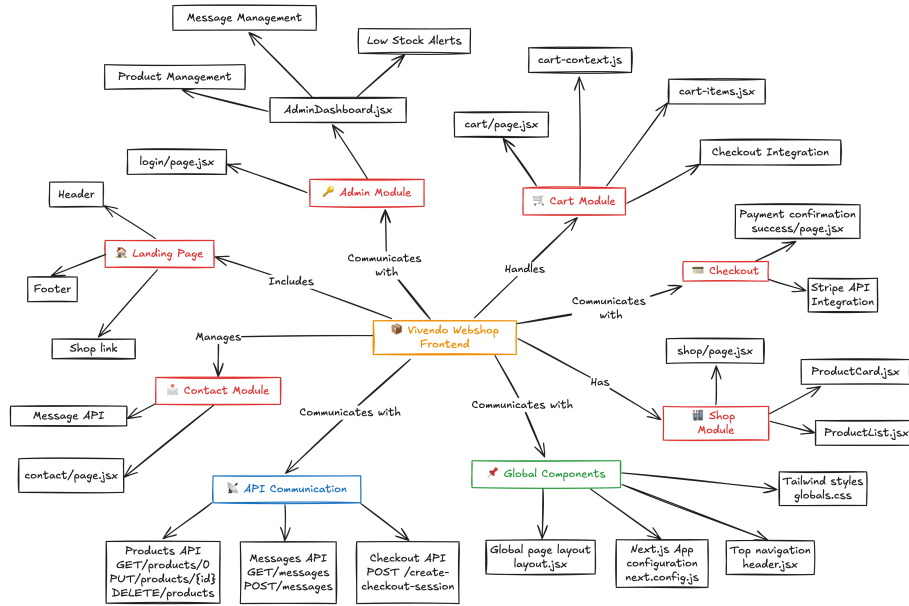 Message Management
Low Stock Alerts
Product Management
AdminDashboard.jsx
login/page.jsx
🔑 Admin Module
cart-context.js
cart-items.jsx
cart/page.jsx
Checkout Integration
🛒 Cart Module
Header
🏠 Landing Page
Footer
Shop link
Includes
Communicates
with
Handles
Payment confirmation
success/page.jsx
💳 Checkout
Stripe API
Integration
Communicates
with
📦 Vivendo Webshop
Frontend
Manages
📩 Contact Module
Message API
contact/page.jsx
Has
shop/page.jsx
ProductCard.jsx
🏬 Shop
Module
ProductList.jsx
Communicates with
📡 API Communication
Products API
GET/products/0
PUT/products/{id}
DELETE/products
Messages API
GET/messages
POST/messages
Checkout API
POST /create-
checkout-session
Communicates with
📌 Global Components
Tailwind styles
globals.css
Global page layout
layout.jsx
Next.js App
configuration
next.config.js
Top navigation
header.jsx